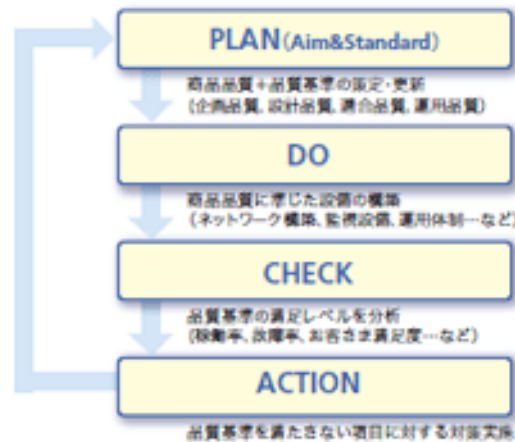 PLAN(Aim&Standard)
商品品質+品質基準の策定・更新
(企画品質、設計品質、適合品質、運用品質)
DO
商品品質に準じた設備の構築
(ネットワーク構築、監視設備、運用体制…など)
CHECK
品質基準の満足レベルを分析
(稼働率、故障率、お客さま満足度…など)
ACTION
品質基準を満たさない項目に対する対策実施